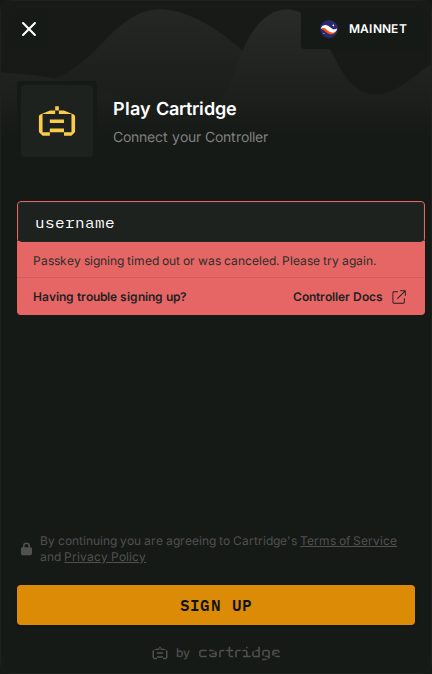 MAINNET
Play Cartridge
Connect your Controller
username
Passkey signing timed out or was canceled. Please try again.
Having trouble signing up? Controller Docs
By continuing you are agreeing to Cartridge's Terms of Service
and Privacy Policy
SIGN UP
by cartridge